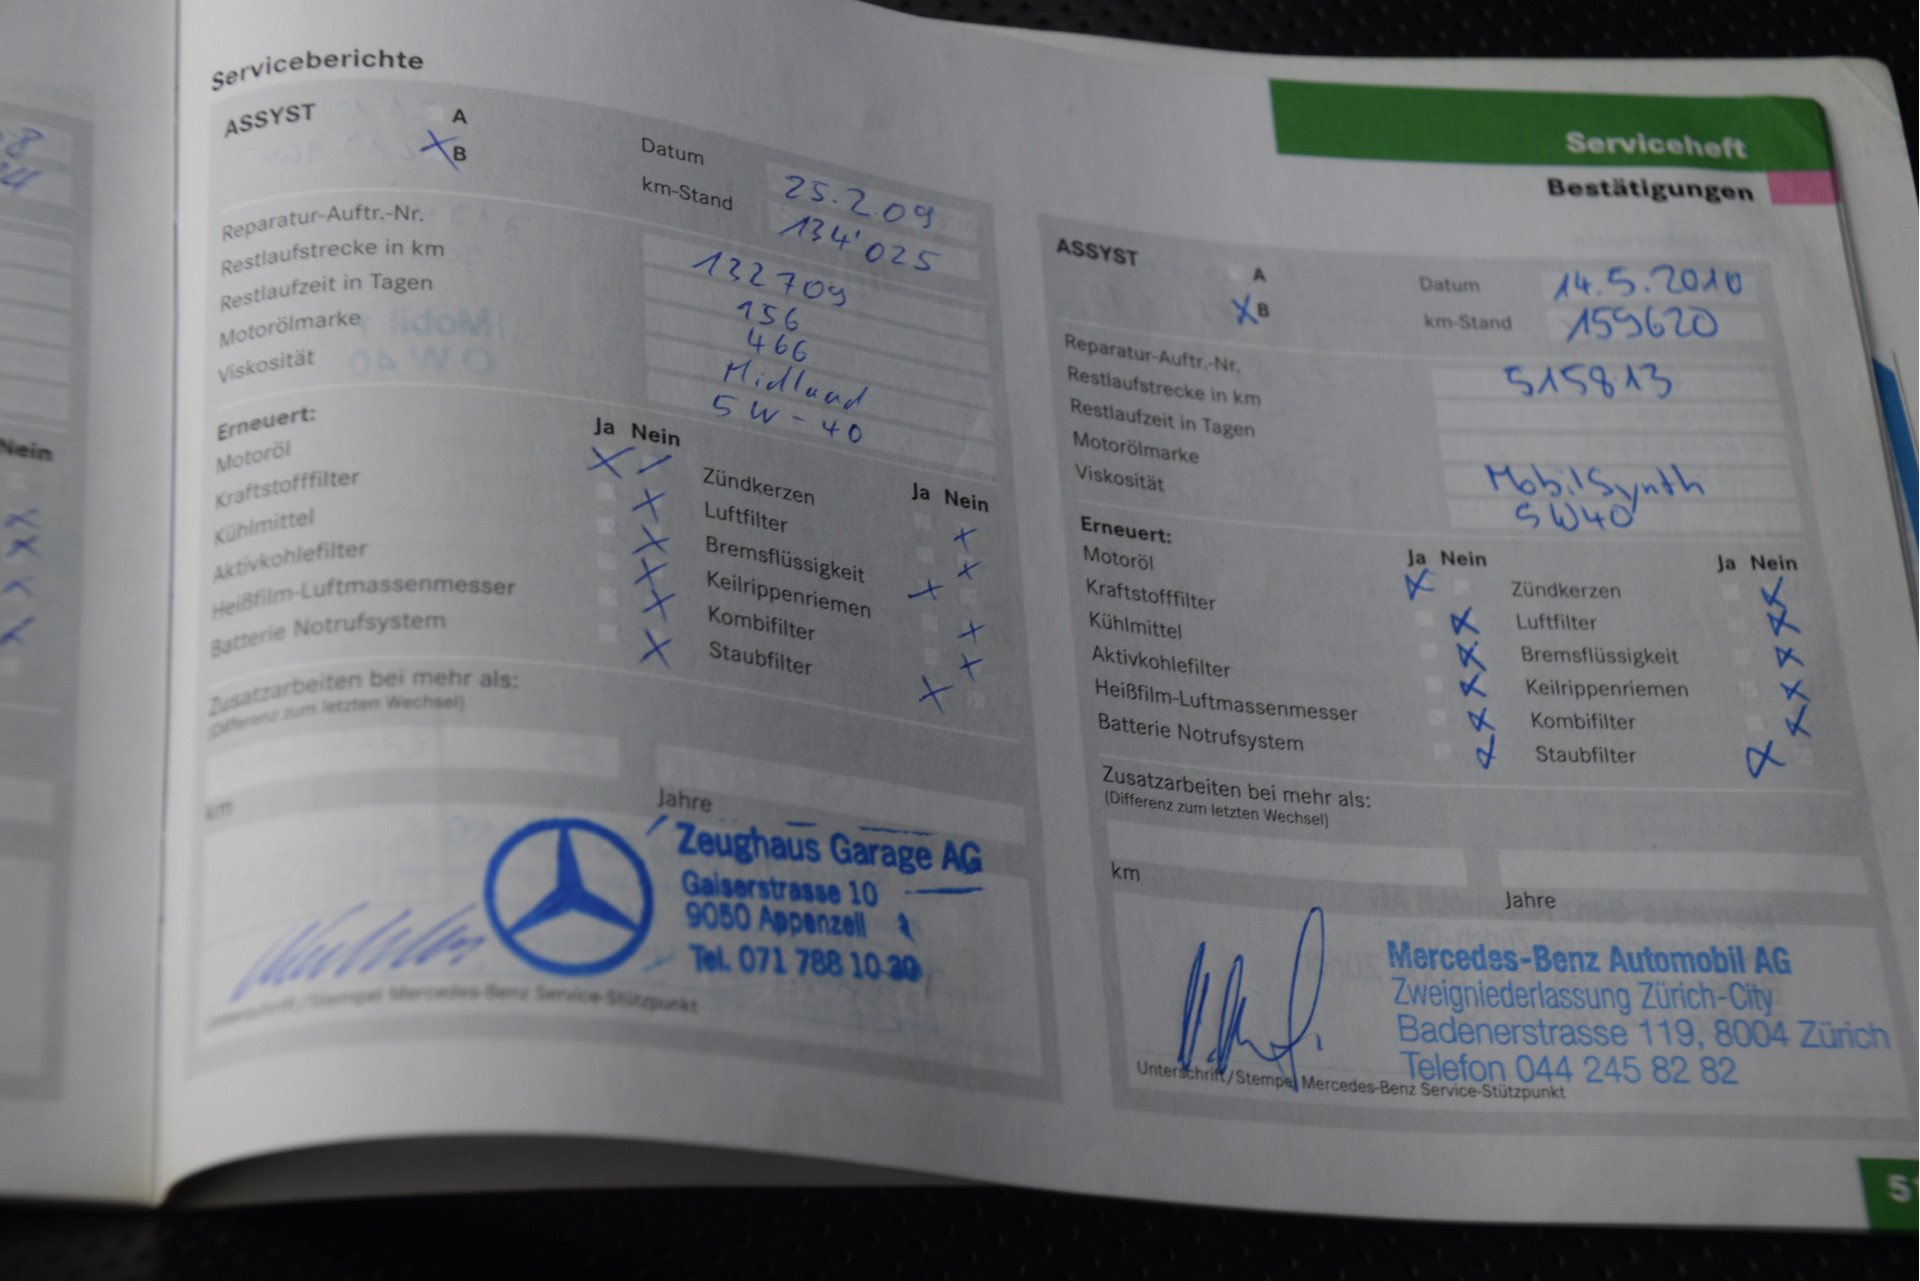 Serviceberichte
ASSYST
A
B
Datum 25.2.09
km-Stand 134'025
Reparatur-Auftr.-Nr. 132709
Restlaufstrecke in km 156
Restlaufzeit in Tagen 466
Motorölmarke Midland
Viskosität 5W-40
Erneuert:
Ja Nein
Ja Nein
Motoröl
Zündkerzen
Kraftstofffilter
Luftfilter
Kühlmittel
Bremsflüssigkeit
Aktivkohlefilter
Keilrippenriemen
Heißfilm-Luftmassenmesser
Kombifilter
Batterie Notrufsystem
Staubfilter
Zusatzarbeiten bei mehr als:
(Differenz zum letzten Wechsel)
km
Jahre
Zeughaus Garage AG
Gaiserstrasse 10
9050 Appenzell
Tel. 071 788 10
Unterschrift/Stempel Mercedes-Benz Service-Stützpunkt
Serviceheft
Bestätigungen
ASSYST
A
B
Datum 14.5.2010
km-Stand 159620
Reparatur-Auftr.-Nr. 515813
Restlaufstrecke in km
Restlaufzeit in Tagen
Motorölmarke MobilSynth
Viskosität 5W40
Erneuert:
Ja Nein
Ja Nein
Motoröl
Zündkerzen
Kraftstofffilter
Luftfilter
Kühlmittel
Bremsflüssigkeit
Aktivkohlefilter
Keilrippenriemen
Heißfilm-Luftmassenmesser
Kombifilter
Batterie Notrufsystem
Staubfilter
Zusatzarbeiten bei mehr als:
(Differenz zum letzten Wechsel)
km
Jahre
Mercedes-Benz Automobil AG
Zweigniederlassung Zürich-City
Badenerstrasse 119, 8004 Zürich
Telefon 044 245 82 82
Unterschrift/Stempel Mercedes-Benz Service-Stützpunkt
Nein